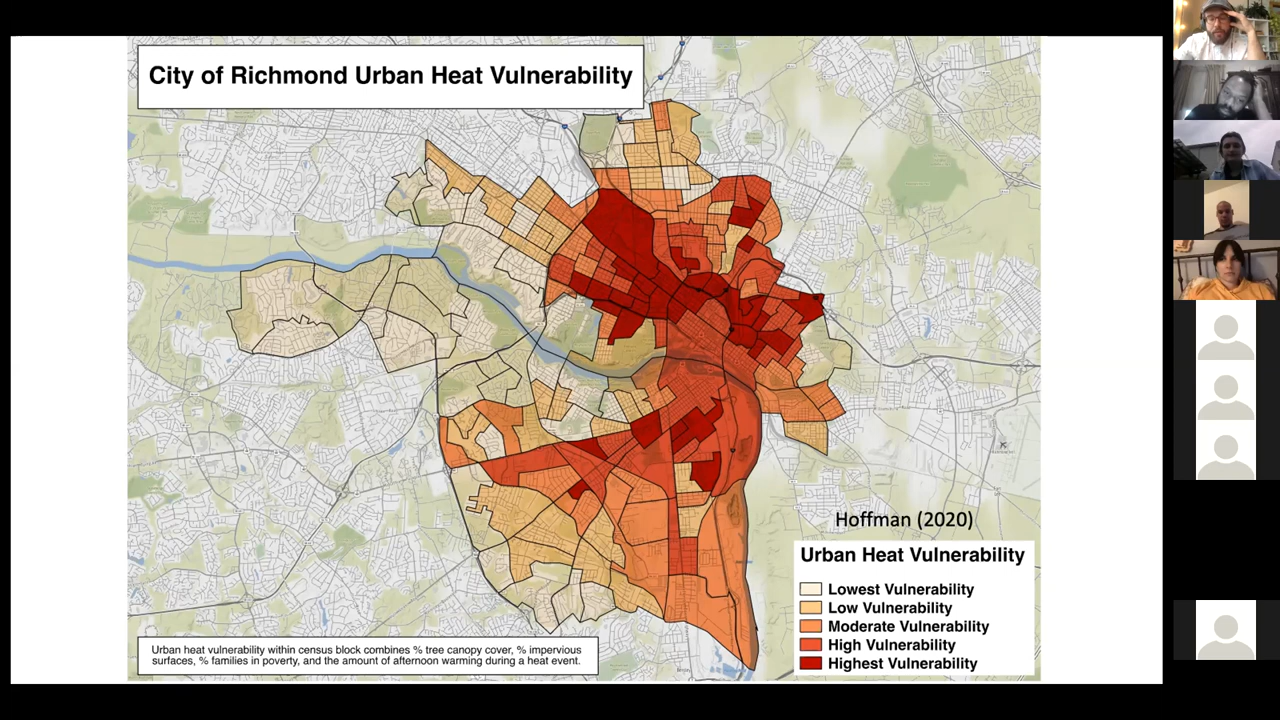 City of Richmond Urban Heat Vulnerability
Hoffman (2020)
Urban Heat Vulnerability
Lowest Vulnerability
Low Vulnerability
Moderate Vulnerability
High Vulnerability
Highest Vulnerability
Urban heat vulnerability within census block combines % tree canopy cover, % impervious
surfaces, % families in poverty, and the amount of afternoon warming during a heat event.